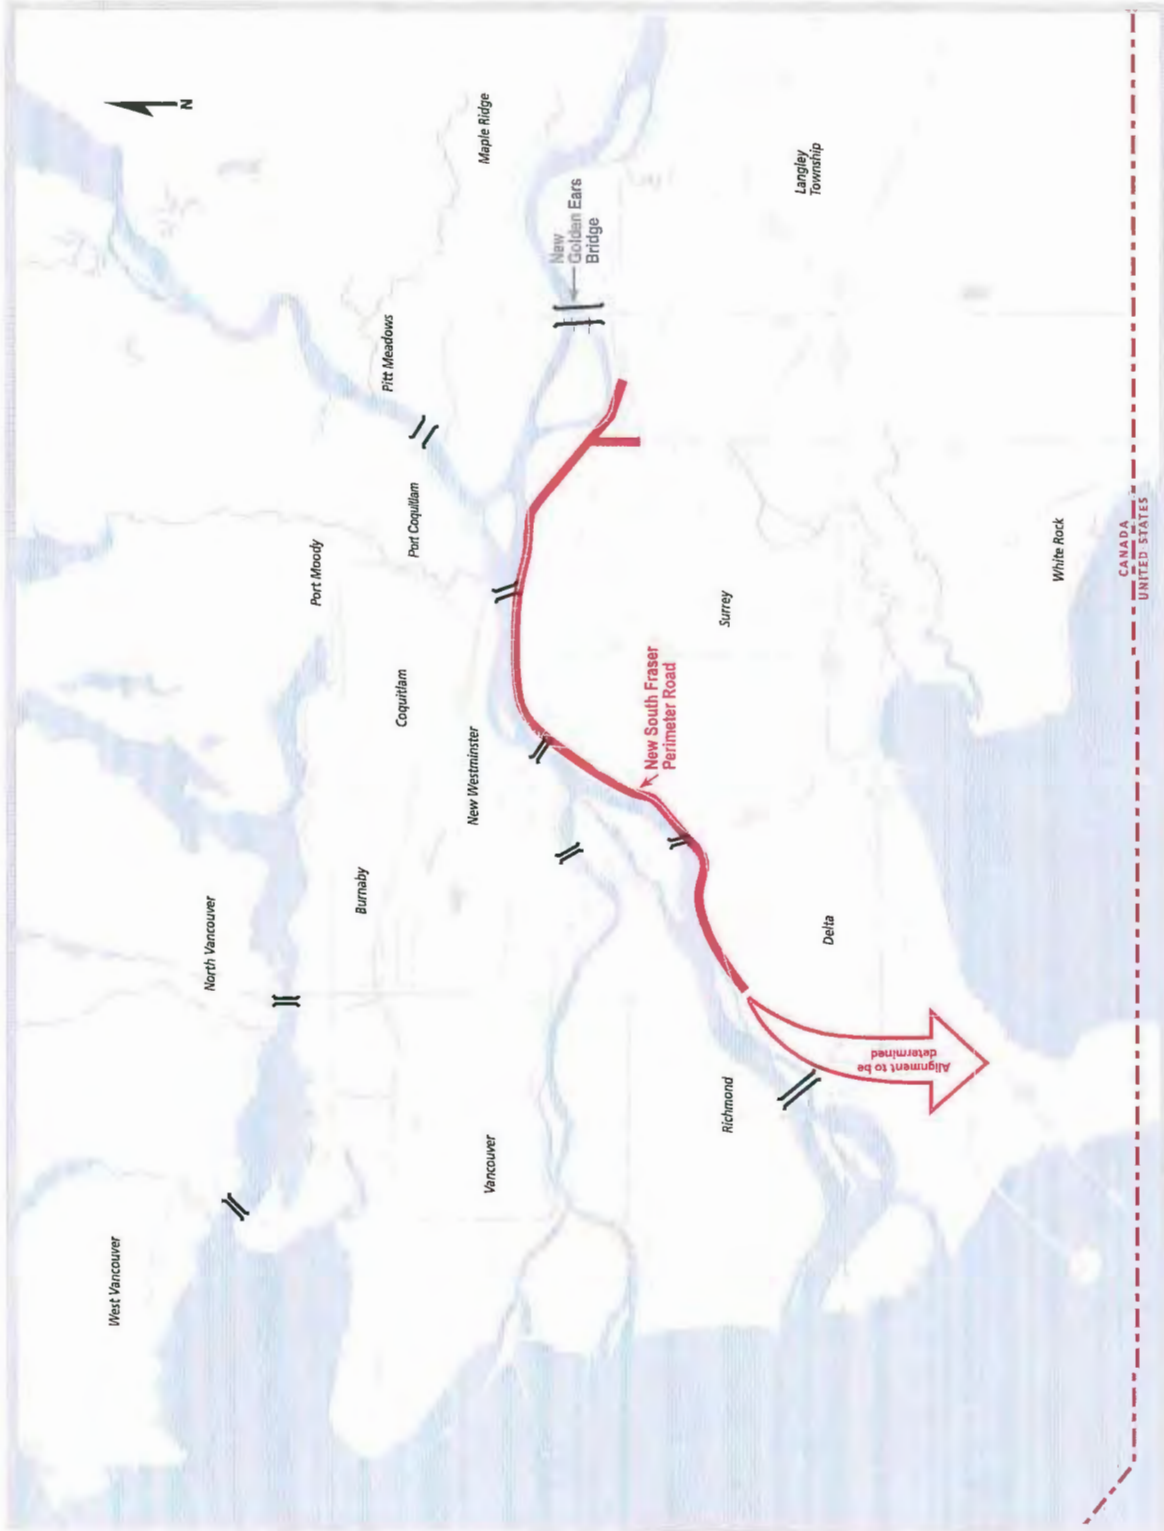 N
West Vancouver
North Vancouver
Port Moody
Pitt Meadows
Maple Ridge
Burnaby
Coquitlam
Port Coquitlam
Vancouver
New Westminster
New
Golden Ears
Bridge
New South Fraser
Perimeter Road
Richmond
Surrey
Langley
Township
Delta
Alignment to be
determined
White Rock
CANADA
UNITED STATES